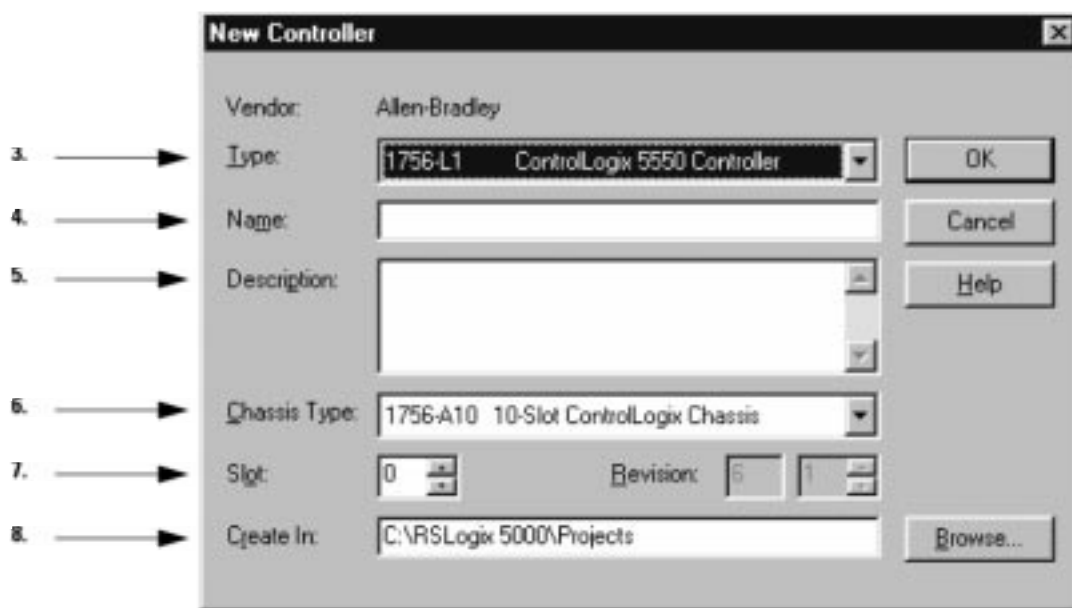 New Controller
Vendor: Allen-Bradley
3. Type: 1756-L1 ControlLogix 5550 Controller OK
4. Name: Cancel
5. Description: Help
6. Chassis Type: 1756-A10 10-Slot ControlLogix Chassis
7. Slot: 0 Revision: 6 1
8. Create In: C:\RSLogix 5000\Projects Browse...